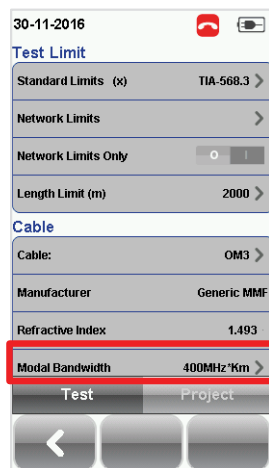 30-11-2016
Test Limit
Standard Limits (x) TIA-568.3
Network Limits
Network Limits Only O I
Length Limit (m) 2000
Cable
Cable: OM3
Manufacturer Generic MMF
Refractive Index 1.493
Modal Bandwidth 400MHz*Km
Test Project